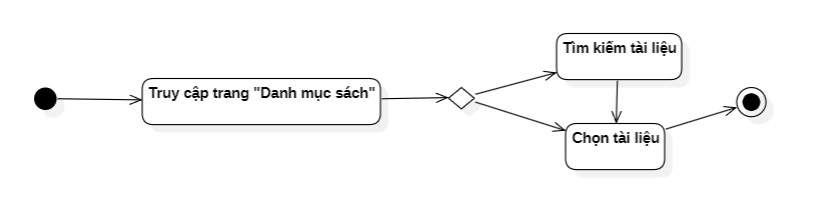 Tìm kiếm tài liệu
Truy cập trang "Danh mục sách"
Chọn tài liệu